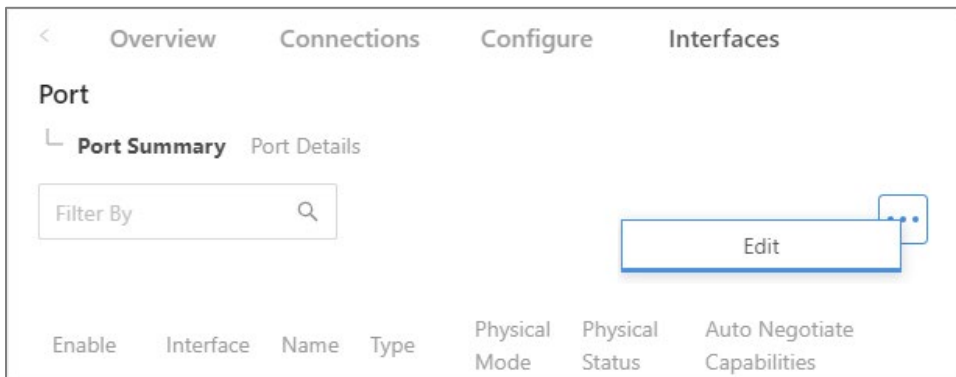 Overview Connections Configure Interfaces
Port
Port Summary Port Details
Filter By
Edit
Enable Interface Name Type Physical Mode Physical Status Auto Negotiate Capabilities